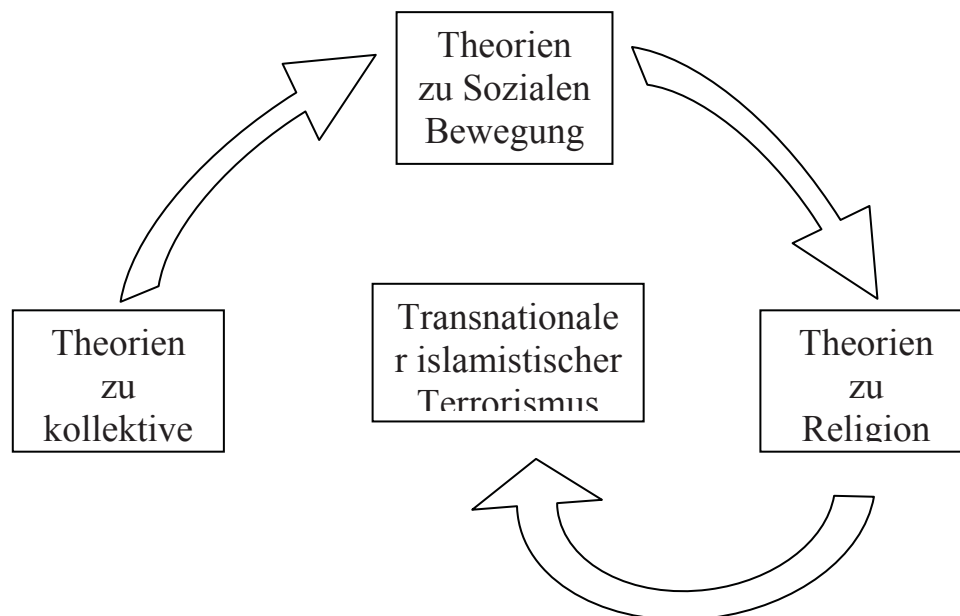 Theorien
zu Sozialen
Bewegung
Theorien
zu
kollektive
Transnationale
r islamistischer
Terrorismus
Theorien
zu
Religion